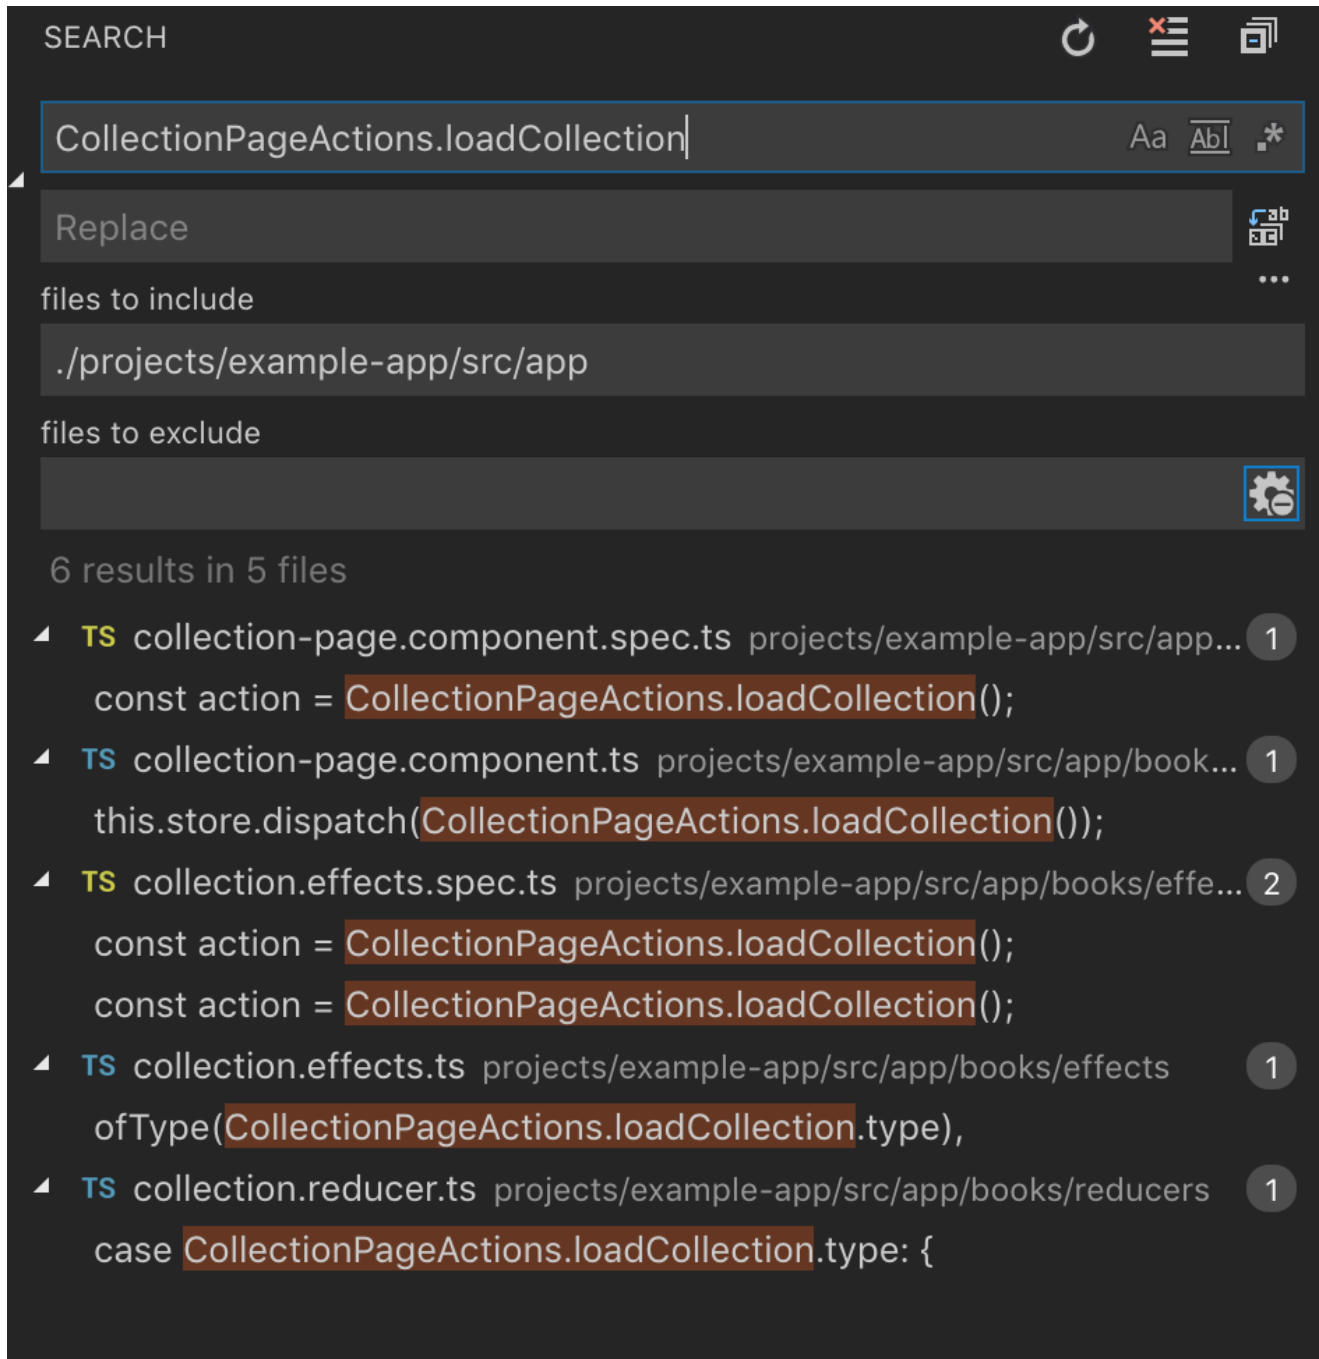 SEARCH
CollectionPageActions.loadCollection
Aa Abl .*
Replace
files to include
./projects/example-app/src/app
files to exclude
6 results in 5 files
TS collection-page.component.spec.ts projects/example-app/src/app... 1
const action = CollectionPageActions.loadCollection();
TS collection-page.component.ts projects/example-app/src/app/book... 1
this.store.dispatch(CollectionPageActions.loadCollection());
TS collection.effects.spec.ts projects/example-app/src/app/books/effe... 2
const action = CollectionPageActions.loadCollection();
const action = CollectionPageActions.loadCollection();
TS collection.effects.ts projects/example-app/src/app/books/effects 1
ofType(CollectionPageActions.loadCollection.type),
TS collection.reducer.ts projects/example-app/src/app/books/reducers 1
case CollectionPageActions.loadCollection.type: {